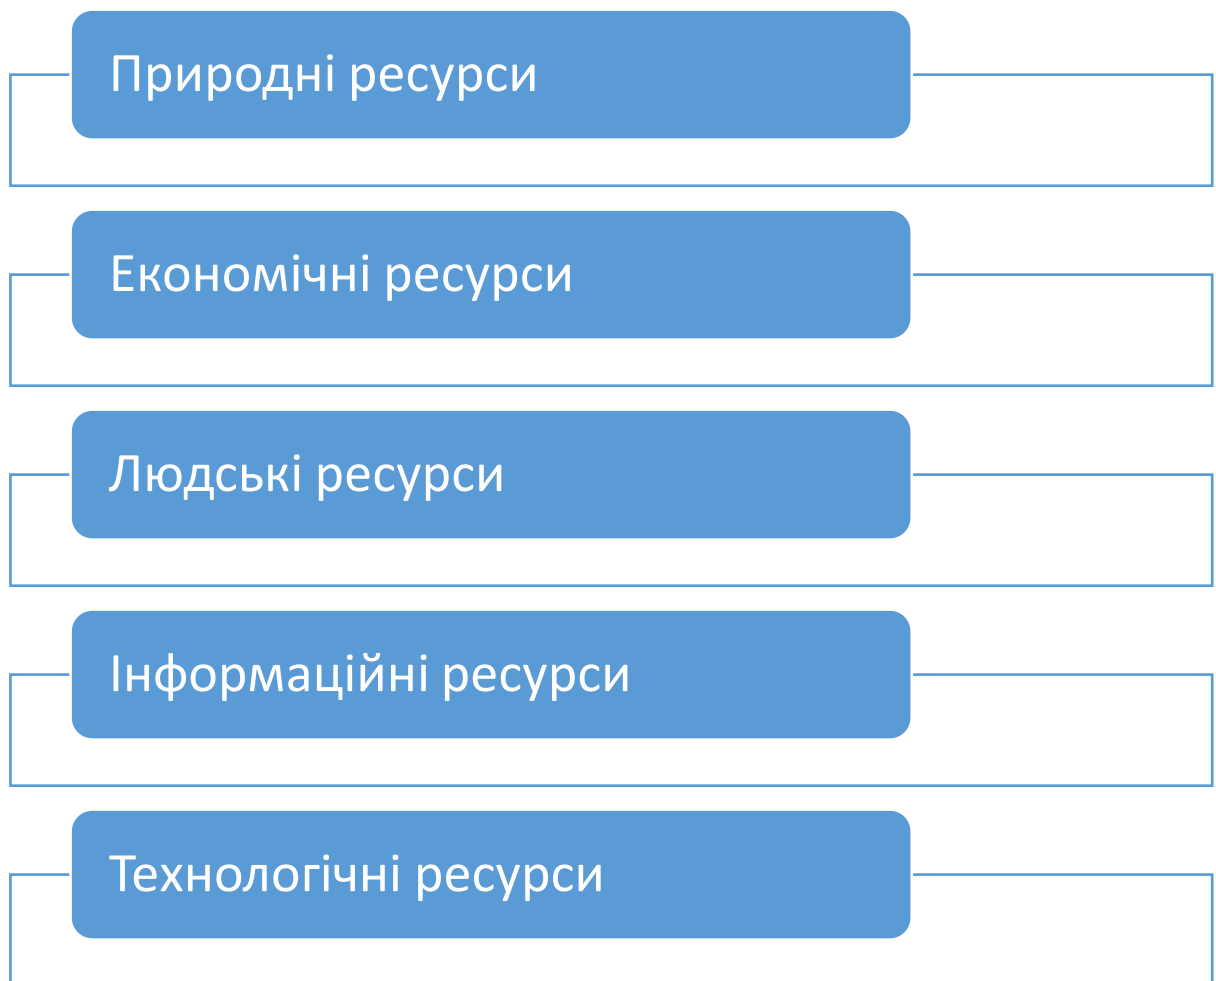 Природні ресурси
Економічні ресурси
Людські ресурси
Інформаційні ресурси
Технологічні ресурси